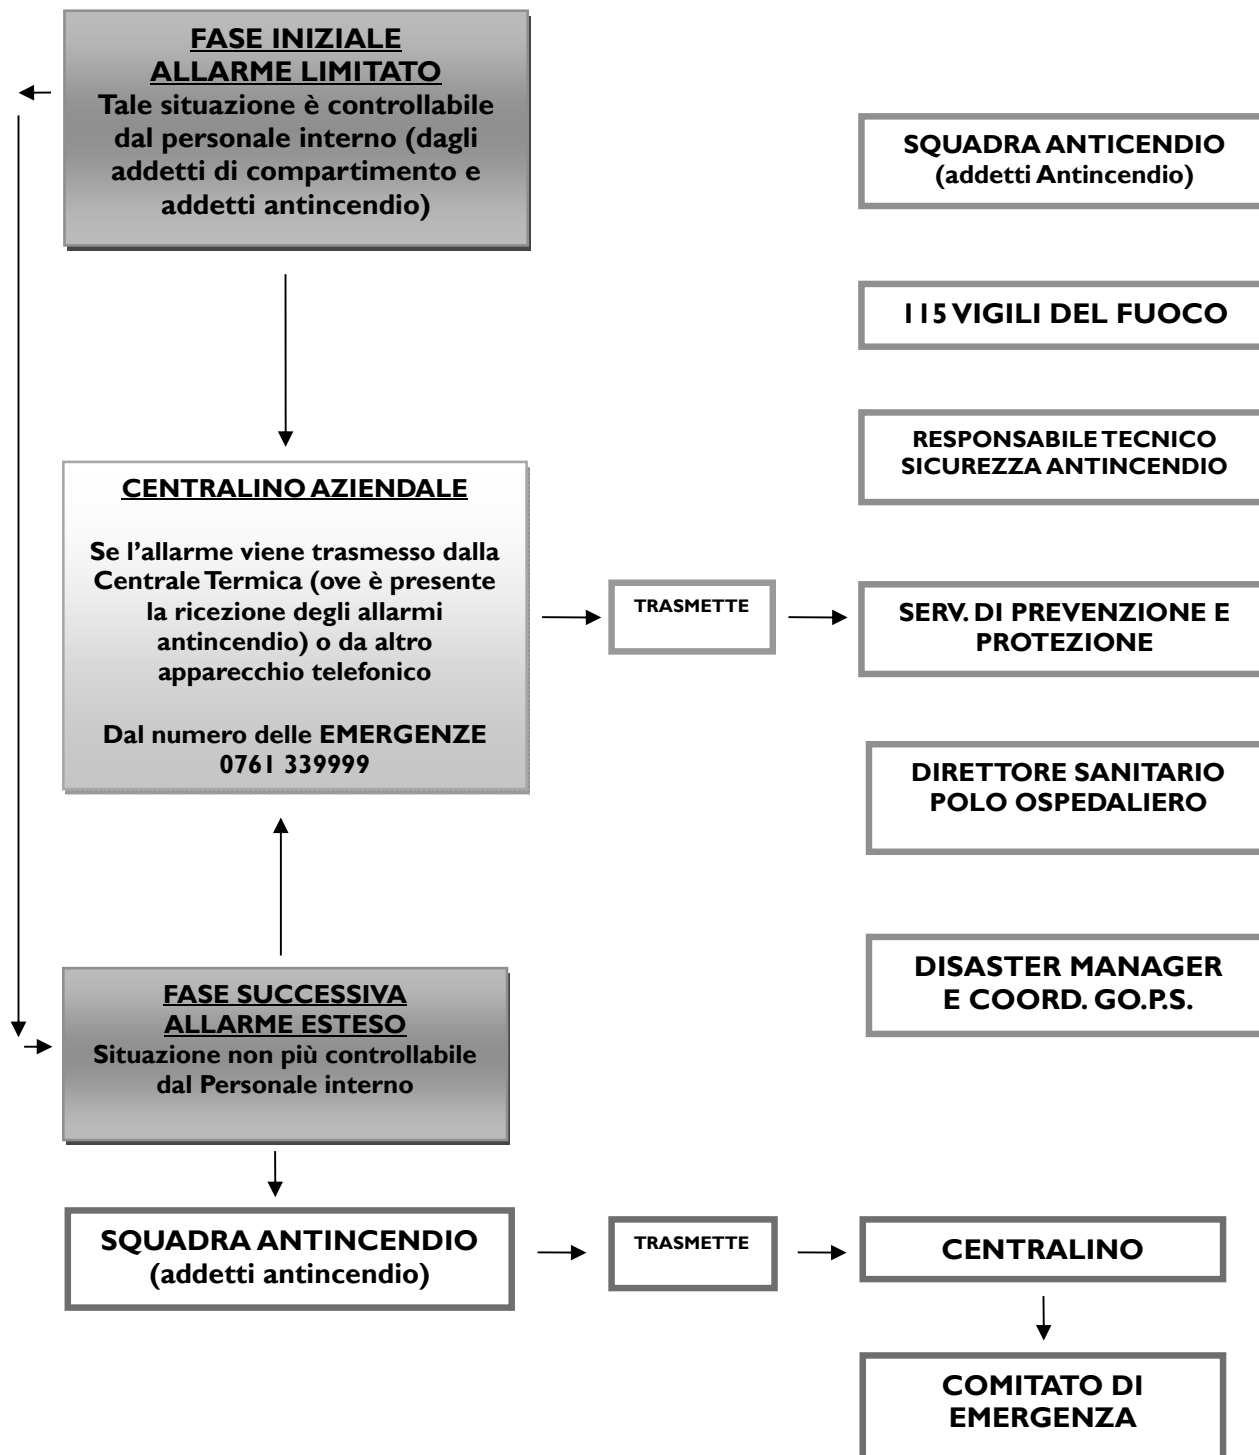 FASE INIZIALE
ALLARME LIMITATO
Tale situazione è controllabile
dal personale interno (dagli
addetti di compartimento e
addetti antincendio)
SQUADRA ANTICENDIO
(addetti Antincendio)
115 VIGILI DEL FUOCO
RESPONSABILE TECNICO
SICUREZZA ANTINCENDIO
CENTRALINO AZIENDALE
Se l’allarme viene trasmesso dalla
Centrale Termica (ove è presente
la ricezione degli allarmi
antincendio) o da altro
apparecchio telefonico
Dal numero delle EMERGENZE
0761 339999
TRASMETTE
SERV. DI PREVENZIONE E
PROTEZIONE
DIRETTORE SANITARIO
POLO OSPEDALIERO
DISASTER MANAGER
E COORD. GO.P.S.
FASE SUCCESSIVA
ALLARME ESTESO
Situazione non più controllabile
dal Personale interno
SQUADRA ANTINCENDIO
(addetti antincendio)
TRASMETTE
CENTRALINO
COMITATO DI
EMERGENZA